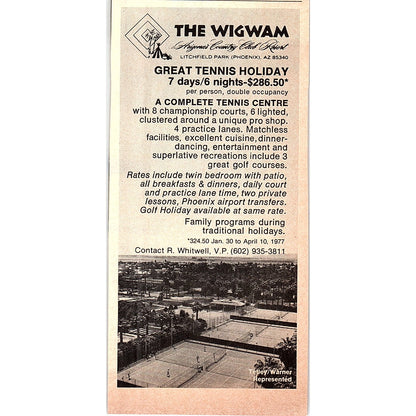 THE WIGWAM
Arizona's Country Club Resort
LITCHFIELD PARK (PHOENIX), AZ 85340
GREAT TENNIS HOLIDAY
7 days/6 nights-$286.50*
per person, double occupancy
A COMPLETE TENNIS CENTRE
with 8 championship courts, 6 lighted,
clustered around a unique pro shop.
4 practice lanes. Matchless
facilities, excellent cuisine, dinner-
dancing, entertainment and
superlative recreations include 3
great golf courses.
Rates include twin bedroom with patio,
all breakfasts & dinners, daily court
and practice lane time, two private
lessons, Phoenix airport transfers.
Golf Holiday available at same rate.
Family programs during
traditional holidays.
*324.50 Jan. 30 to April 10, 1977
Contact R. Whitwell, V.P. (602) 935-3811
Tetley/Warner
Represented